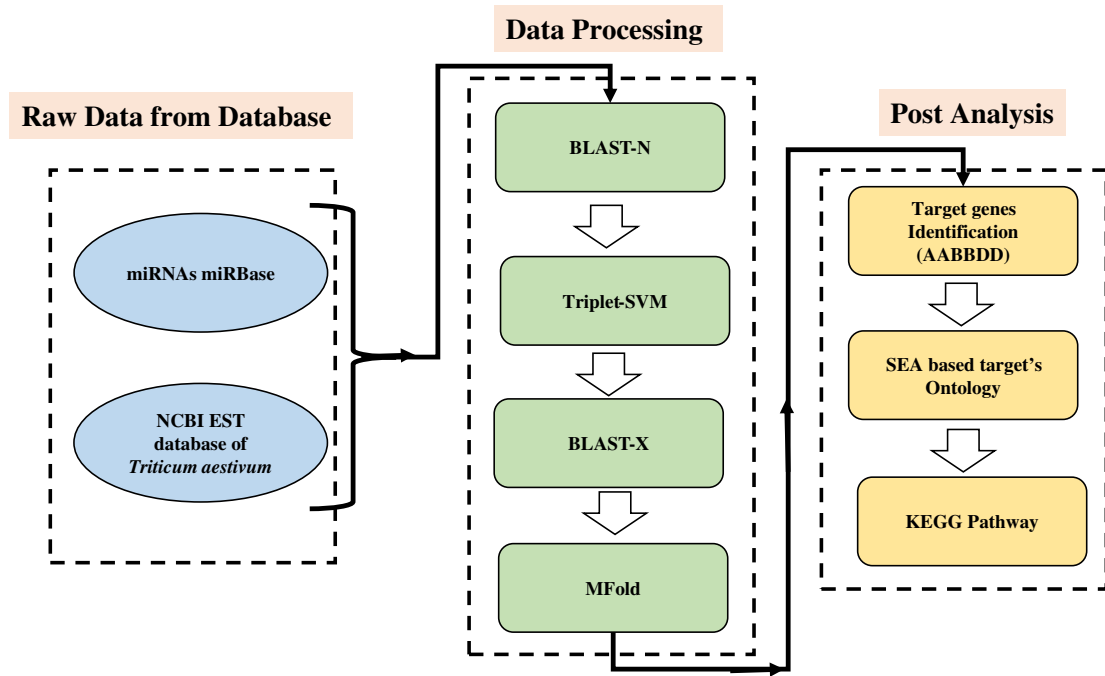 Raw Data from Database
miRNAs miRBase
NCBI EST
database of
Triticum aestivum
Data Processing
BLAST-N
Triplet-SVM
BLAST-X
MFold
Post Analysis
Target genes
Identification
(AABBDD)
SEA based target’s
Ontology
KEGG Pathway